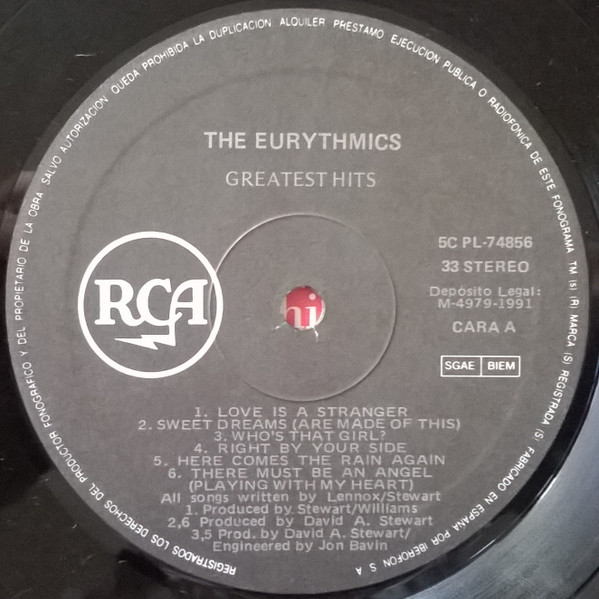 REGISTRADOS LOS DERECHOS DEL PRODUCTOR FONOGRAFICO Y DEL PROPIETARIO DE LA OBRA. SALVO AUTORIZACION QUEDA PROHIBIDA LA DUPLICACION ALQUILER PRESTAMO EJECUCION PUBLICA O RADIOFONICA DE ESTE FONOGRAMA TM (s) (R) MARCA (S) REGISTRADA (S) FABRICADO EN ESPAÑA POR IBEROFON S A
THE EURYTHMICS
GREATEST HITS
5C PL-74856
33 STEREO
Depósito Legal:
M-4979-1991
CARA A
RCA
hi
SGAE BIEM
1. LOVE IS A STRANGER
2. SWEET DREAMS (ARE MADE OF THIS)
3. WHO'S THAT GIRL?
4. RIGHT BY YOUR SIDE
5. HERE COMES THE RAIN AGAIN
6. THERE MUST BE AN ANGEL
(PLAYING WITH MY HEART)
All songs written by Lennox/Stewart
1. Produced by Stewart/Williams
2,6 Produced by David A. Stewart
3,5 Prod. by David A. Stewart/
Engineered by Jon Bavin